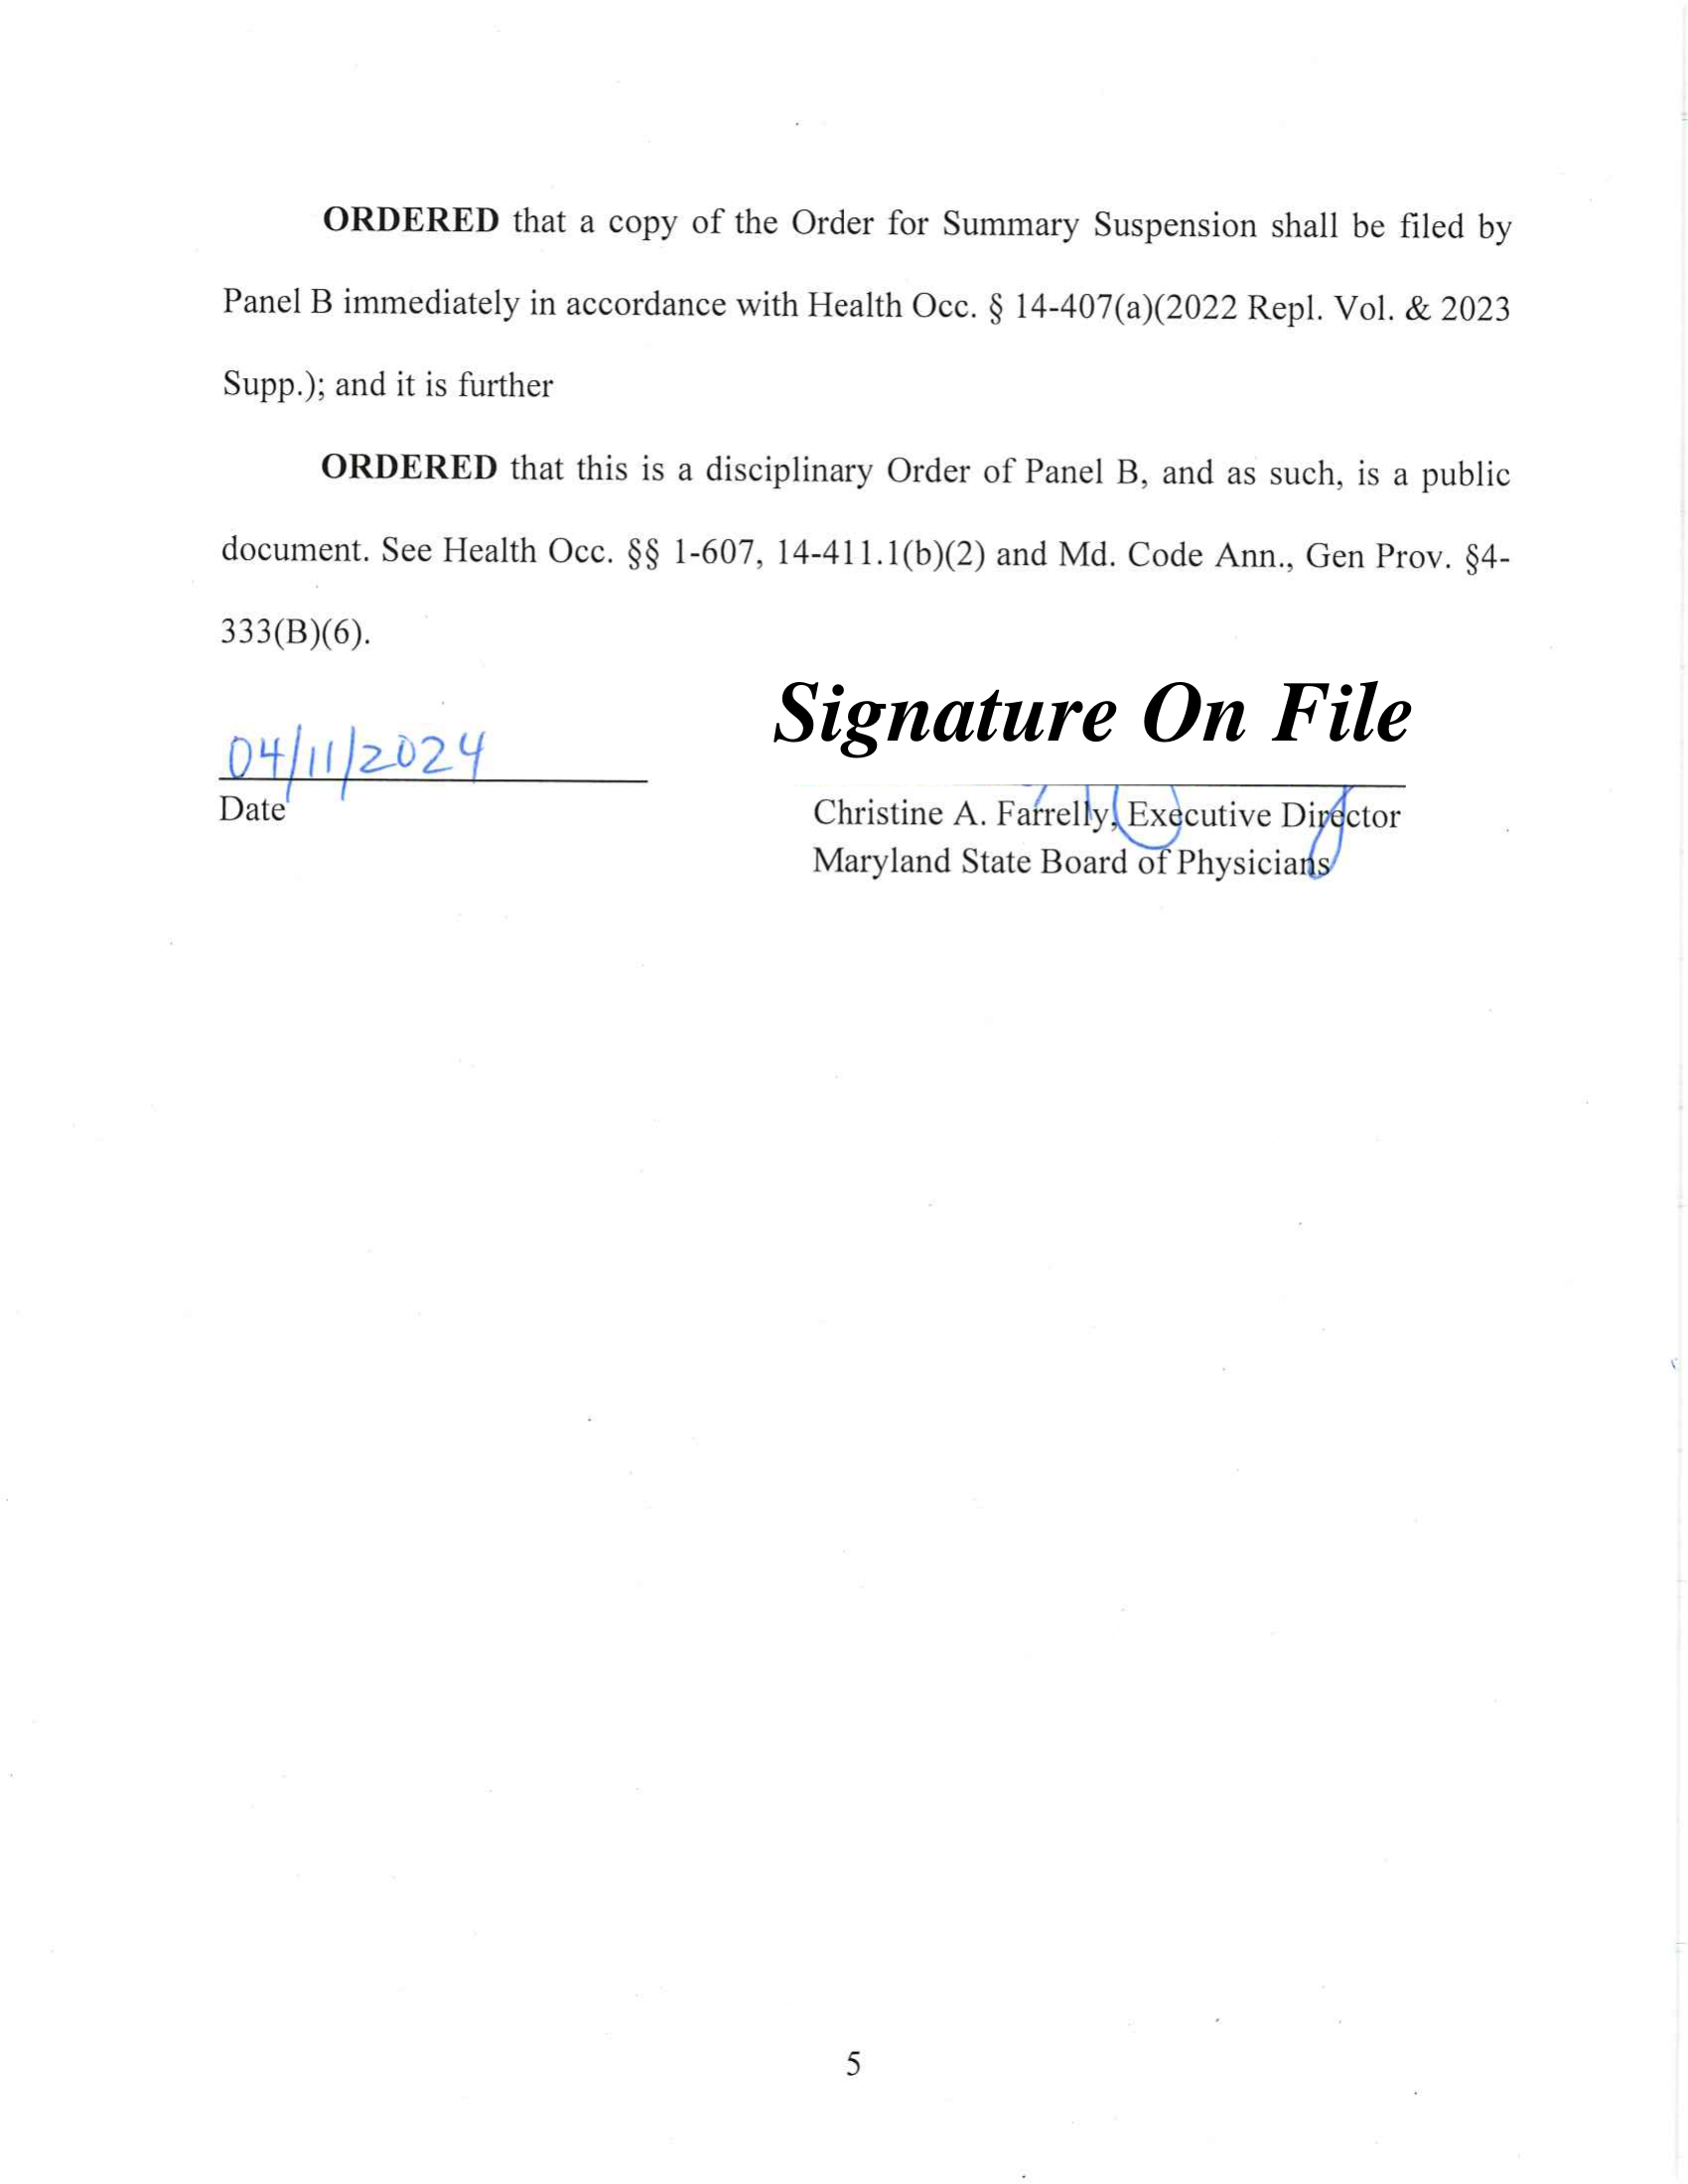 ORDERED that a copy of the Order for Summary Suspension shall be filed by
Panel B immediately in accordance with Health Occ. § 14-407(a)(2022 Repl. Vol. & 2023
Supp.); and it is further
ORDERED that this is a disciplinary Order of Panel B, and as such, is a public
document. See Health Occ. §§ 1-607, 14-411.1(b)(2) and Md. Code Ann., Gen Prov. §4-
333(B)(6).
Signature On File
04/11/2024
Date
Christine A. Farrelly, Executive Director
Maryland State Board of Physicians
5